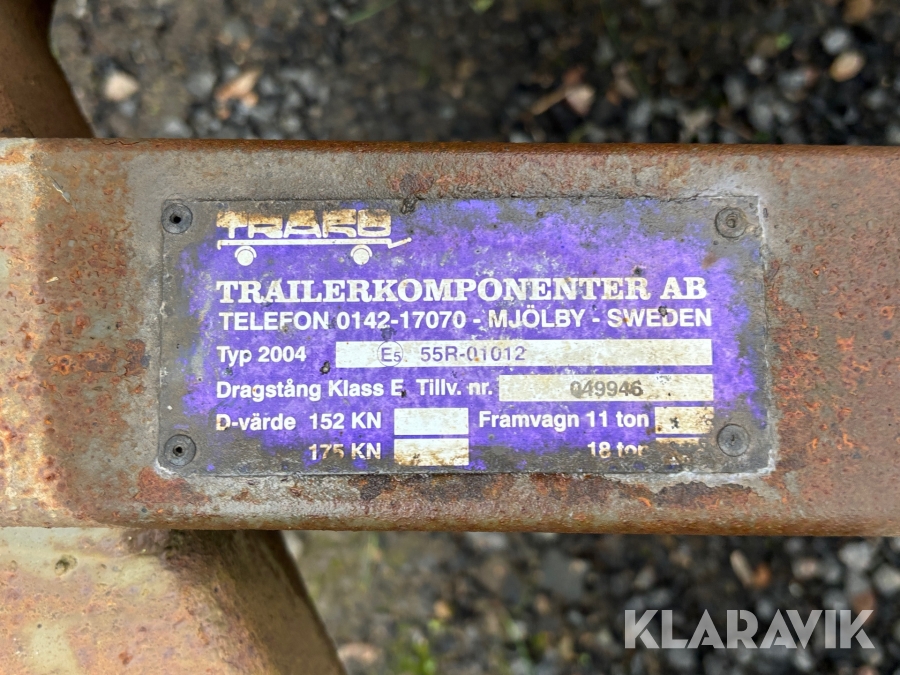 TRAKO
TRAILERKOMPONENTER AB
TELEFON 0142-17070 - MJÖLBY - SWEDEN
Typ 2004 E5 55R-01012
Dragstång Klass E Tillv. nr. 049946
D-värde 152 KN Framvagn 11 ton
175 KN 18 ton
KLARAVIK